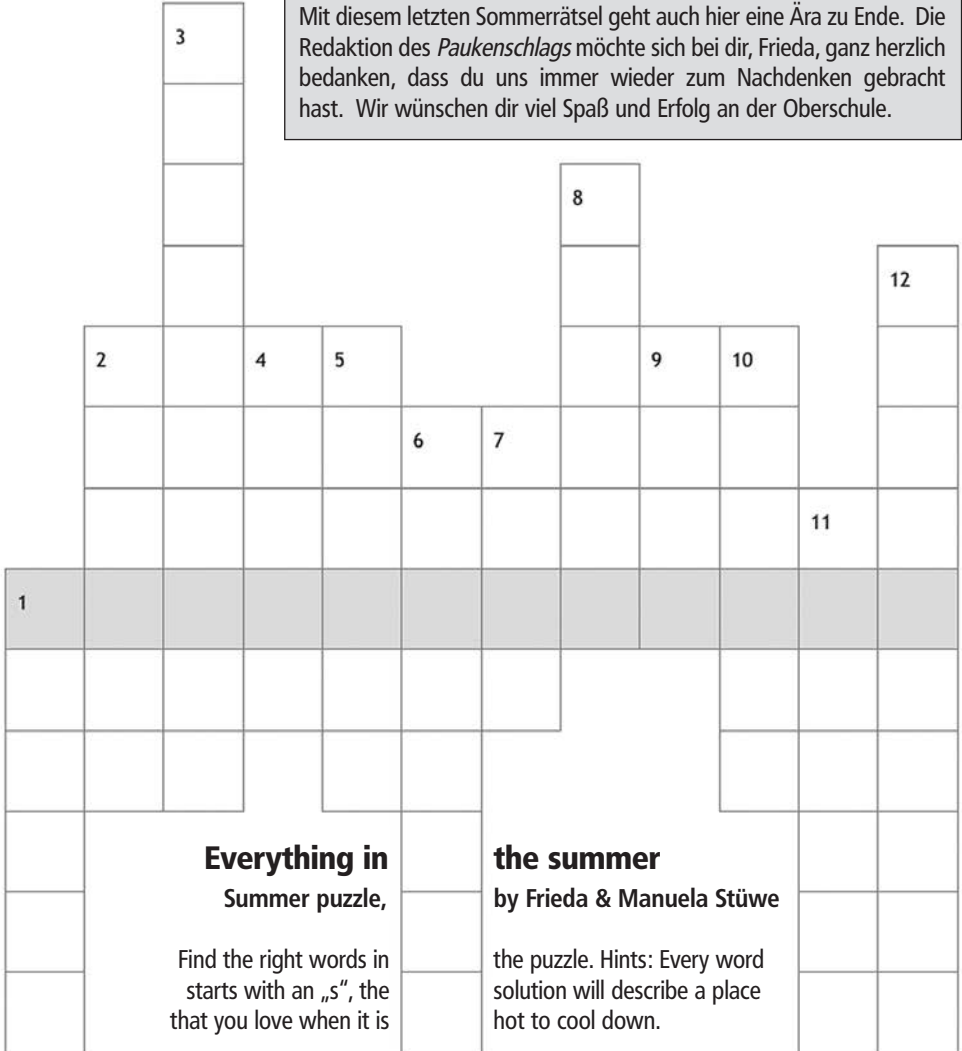 Mit diesem letzten Sommerrätsel geht auch hier eine Ära zu Ende. Die
Redaktion des Paukenschlags möchte sich bei dir, Frieda, ganz herzlich
bedanken, dass du uns immer wieder zum Nachdenken gebracht
hast. Wir wünschen dir viel Spaß und Erfolg an der Oberschule.
3
8
12
2 4 5 9 10
6 7
11
1
Everything in the summer
Summer puzzle, by Frieda & Manuela Stüwe
Find the right words in the puzzle. Hints: Every word
starts with an „s“, the solution will describe a place
that you love when it is hot to cool down.